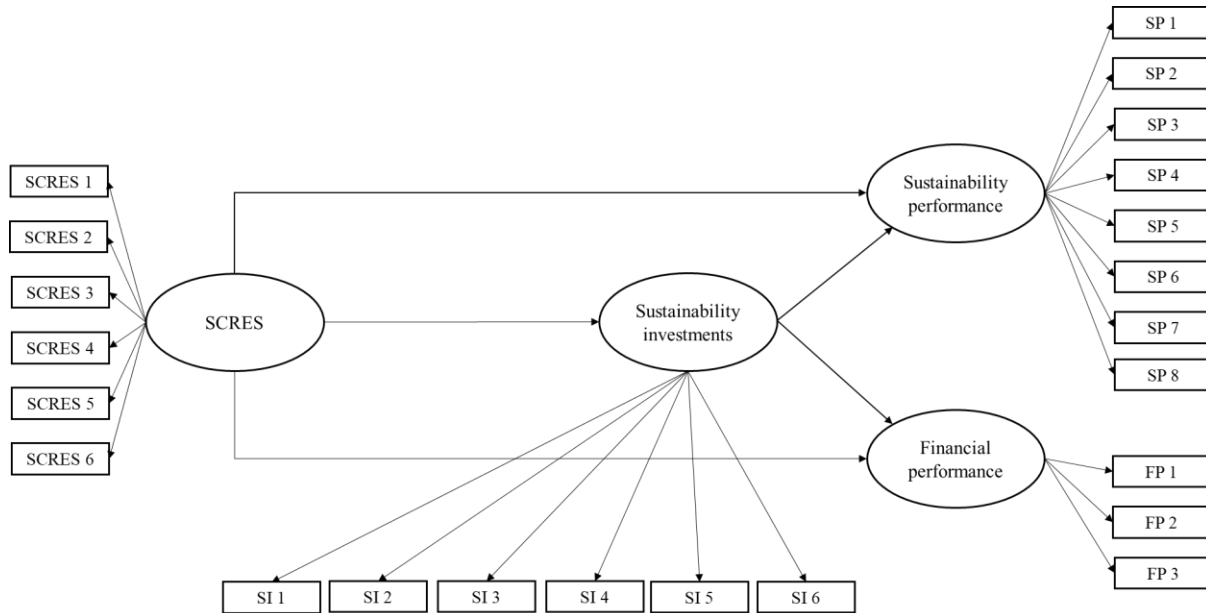 SCRES 1
SCRES 2
SCRES 3
SCRES 4
SCRES 5
SCRES 6
SCRES
Sustainability
investments
SI 1
SI 2
SI 3
SI 4
SI 5
SI 6
Sustainability
performance
Financial
performance
SP 1
SP 2
SP 3
SP 4
SP 5
SP 6
SP 7
SP 8
FP 1
FP 2
FP 3